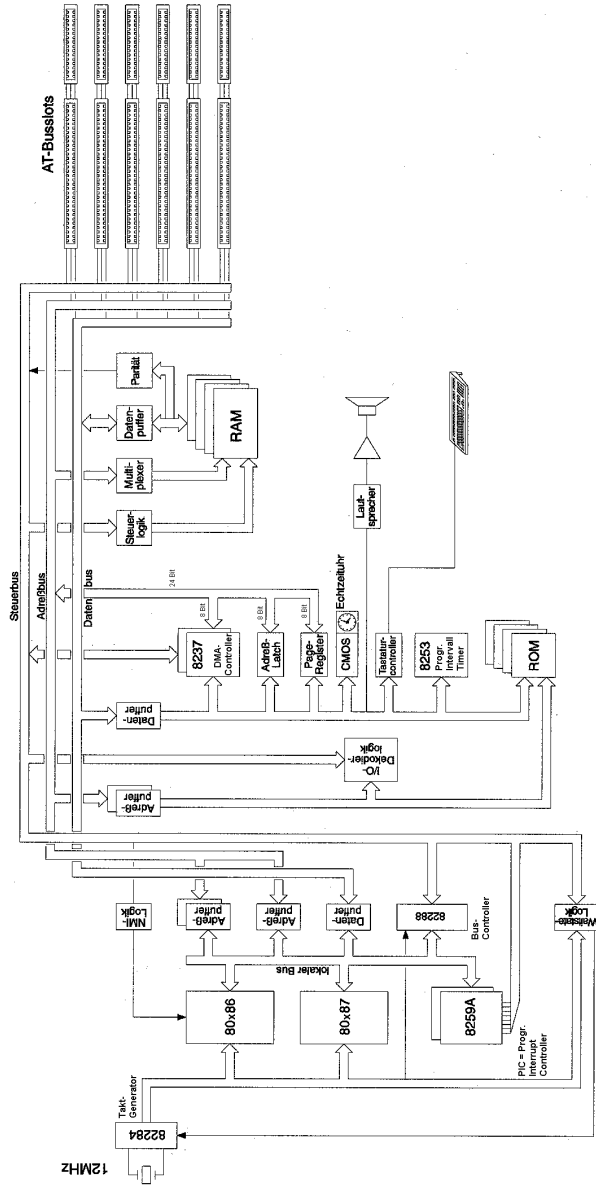 AT-Busslots
Steuerbus
Adreßbus
Daten bus
Parität
Daten-
puffer
Multi-
plexer
Steuer-
logik
RAM
24 Bit
8 Bit
8 Bit
8 Bit
8237
DMA-
Controller
Adreß-
Latch
Page-
Register
CMOS
Echtzeituhr
Laut-
sprecher
Tastatur-
controller
8253
Progr.
Intervall
Timer
ROM
Daten-
puffer
I/O-
Dekodier-
logik
Adreß-
puffer
NMI-
Logik
Adreß-
puffer
Adreß-
puffer
Daten-
puffer
82288
Bus-
Controller
Waitstate-
Logik
lokaler Bus
80x86
80x87
8259A
PIC = Progr.
Interrupt
Controller
Takt-
Generator
82284
12MHz